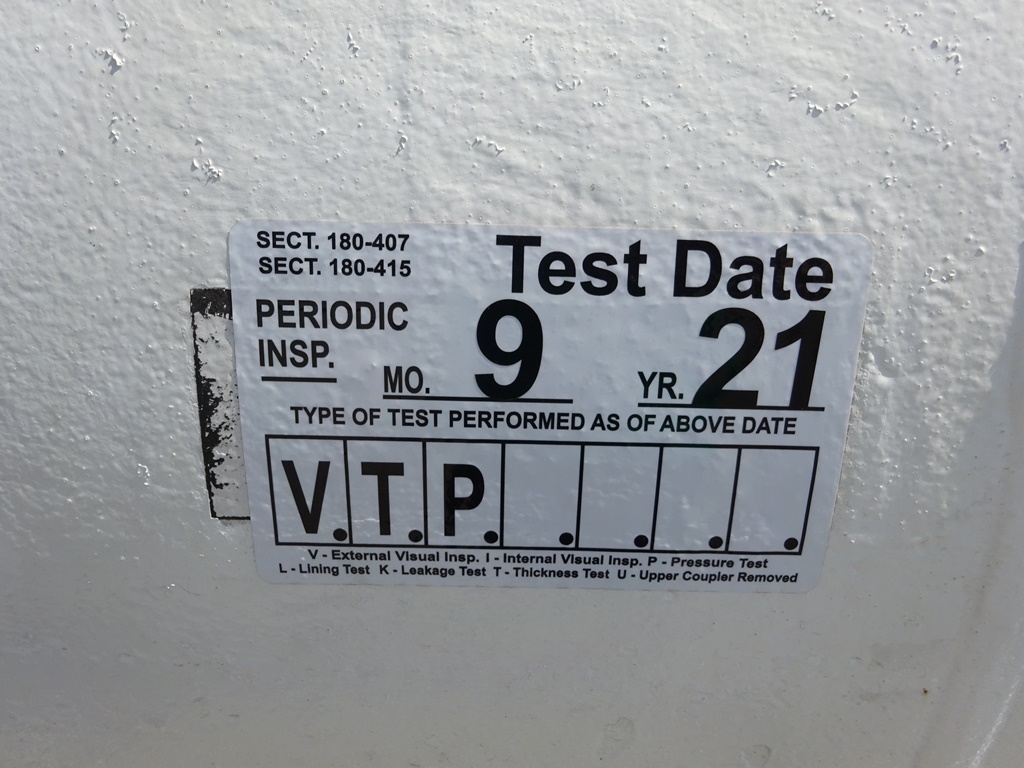 SECT. 180-407
SECT. 180-415
Test Date
PERIODIC
INSP.
MO. 9 YR. 21
TYPE OF TEST PERFORMED AS OF ABOVE DATE
V. T. P. . . . .
V - External Visual Insp. I - Internal Visual Insp. P - Pressure Test
L - Lining Test K - Leakage Test T - Thickness Test U - Upper Coupler Removed